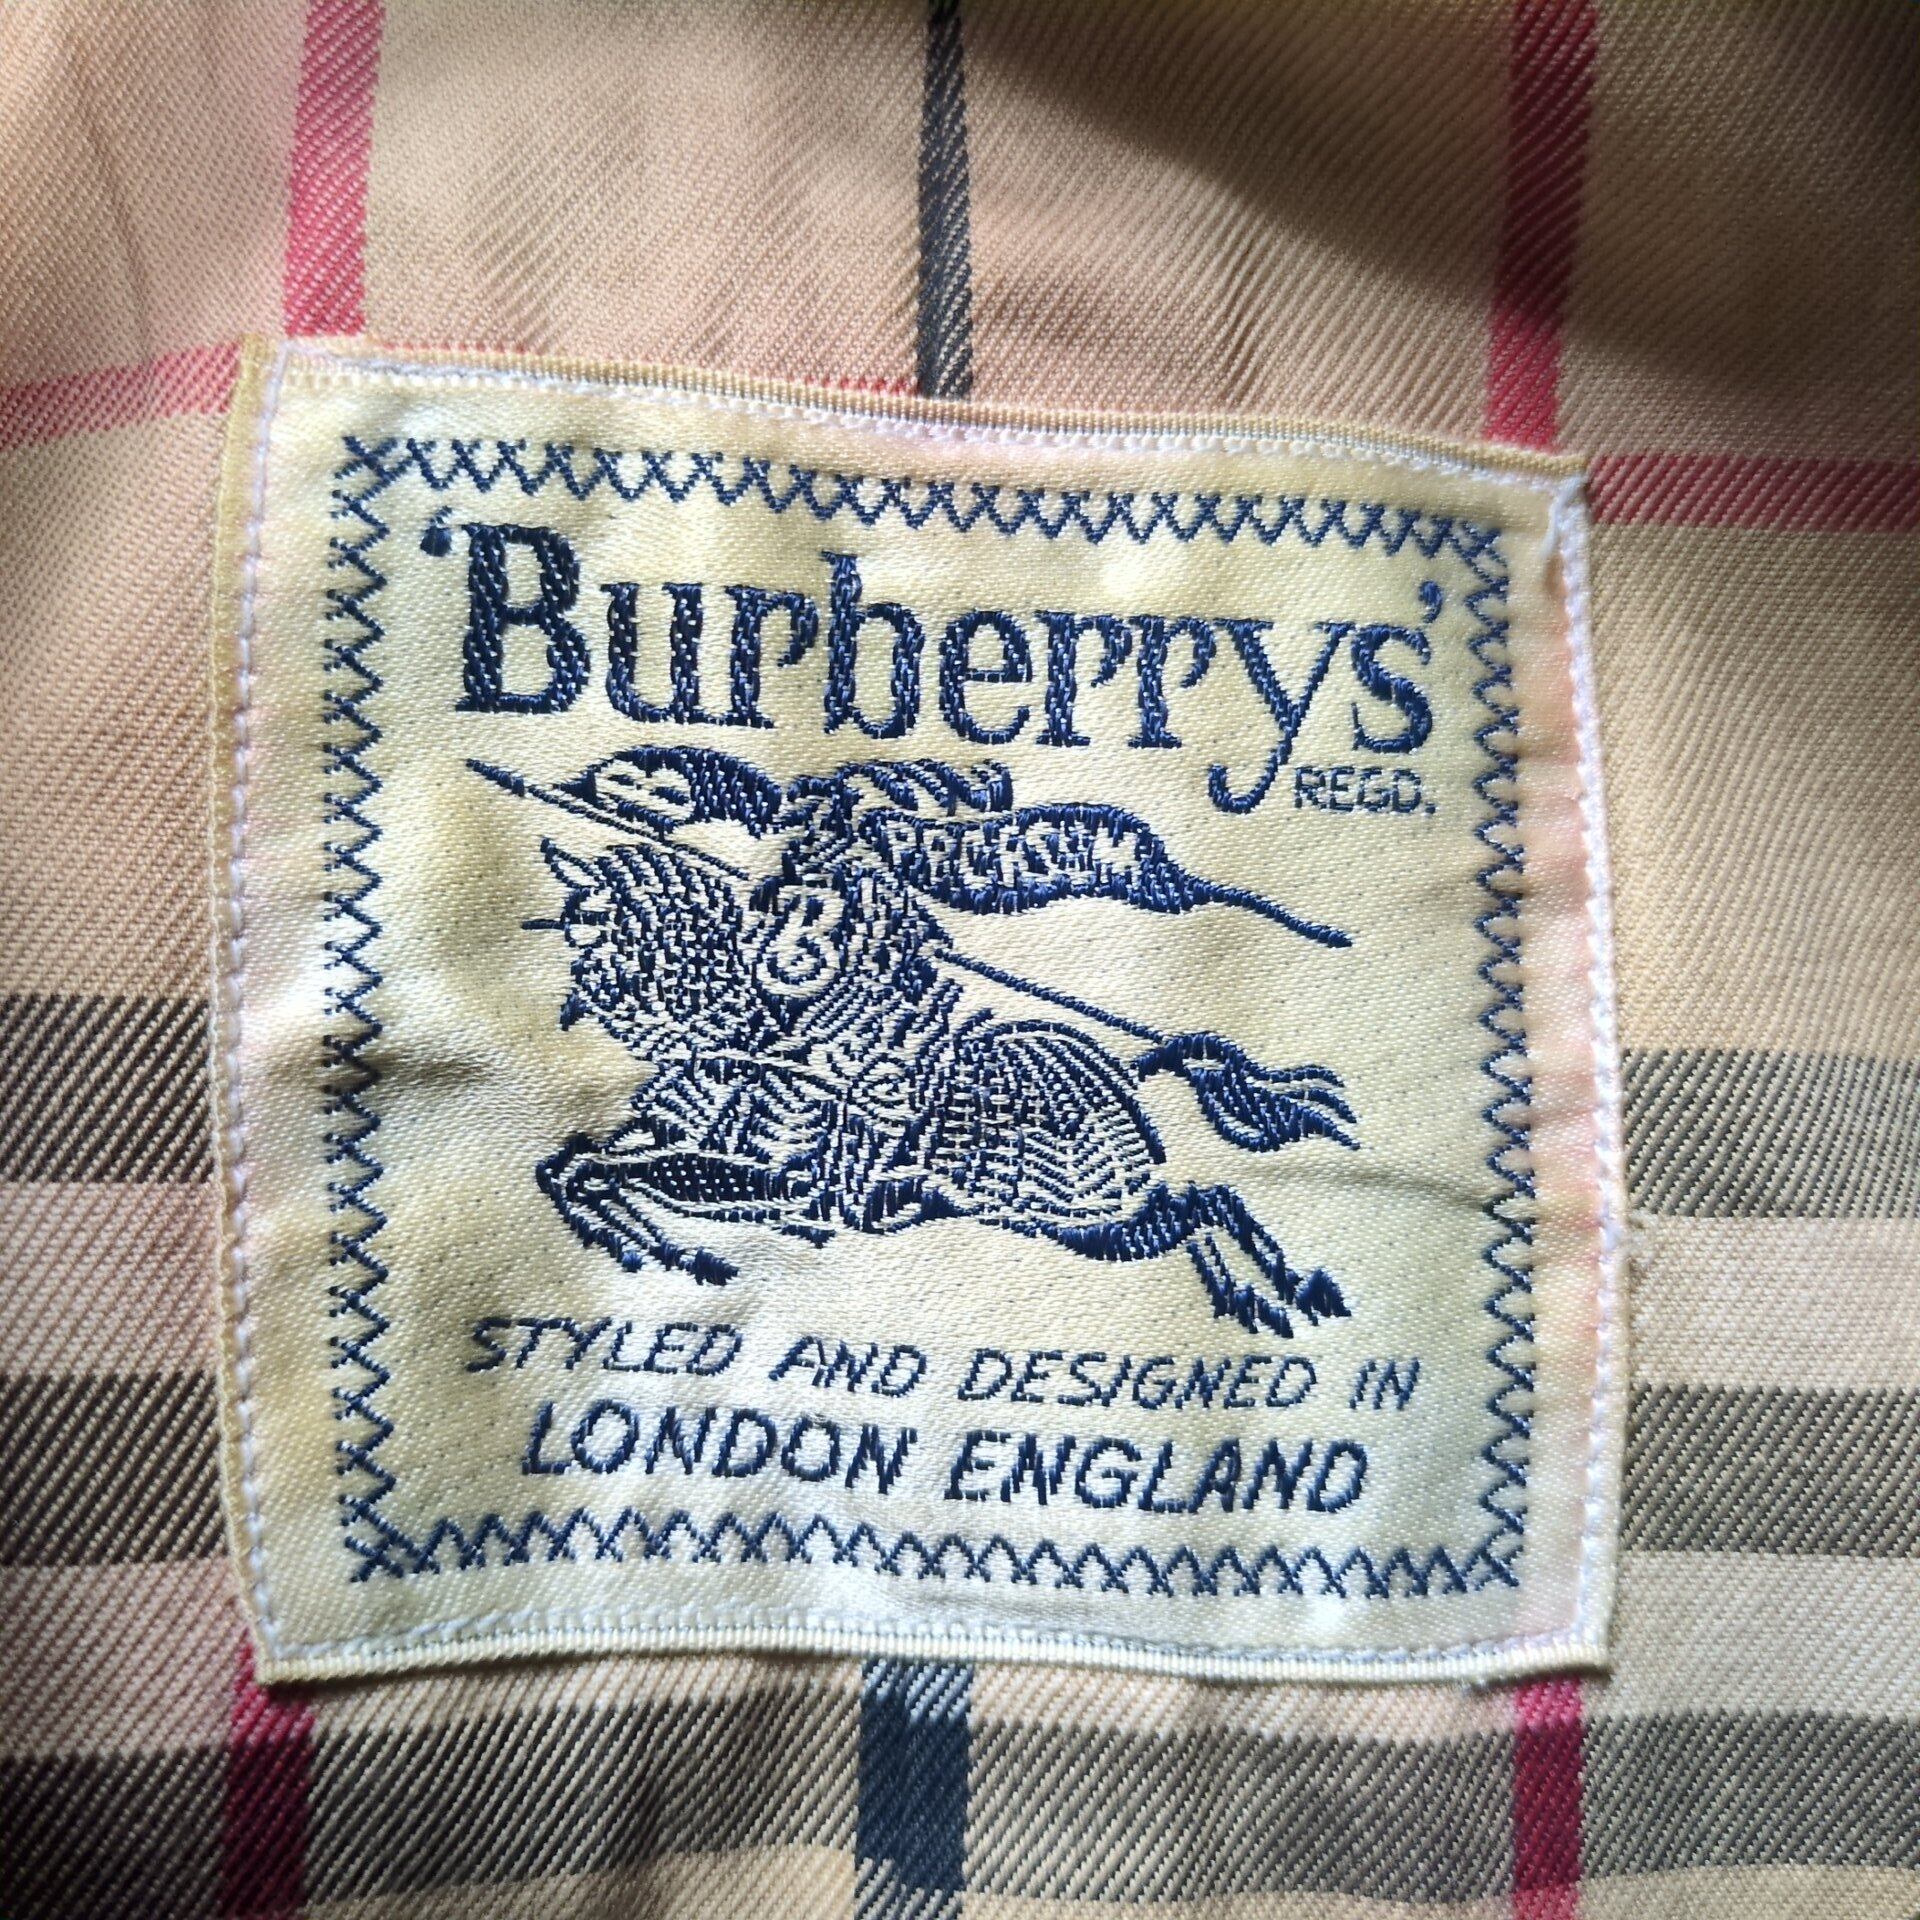 'Burberrys'
REGD.
B
STYLED AND DESIGNED IN
LONDON ENGLAND